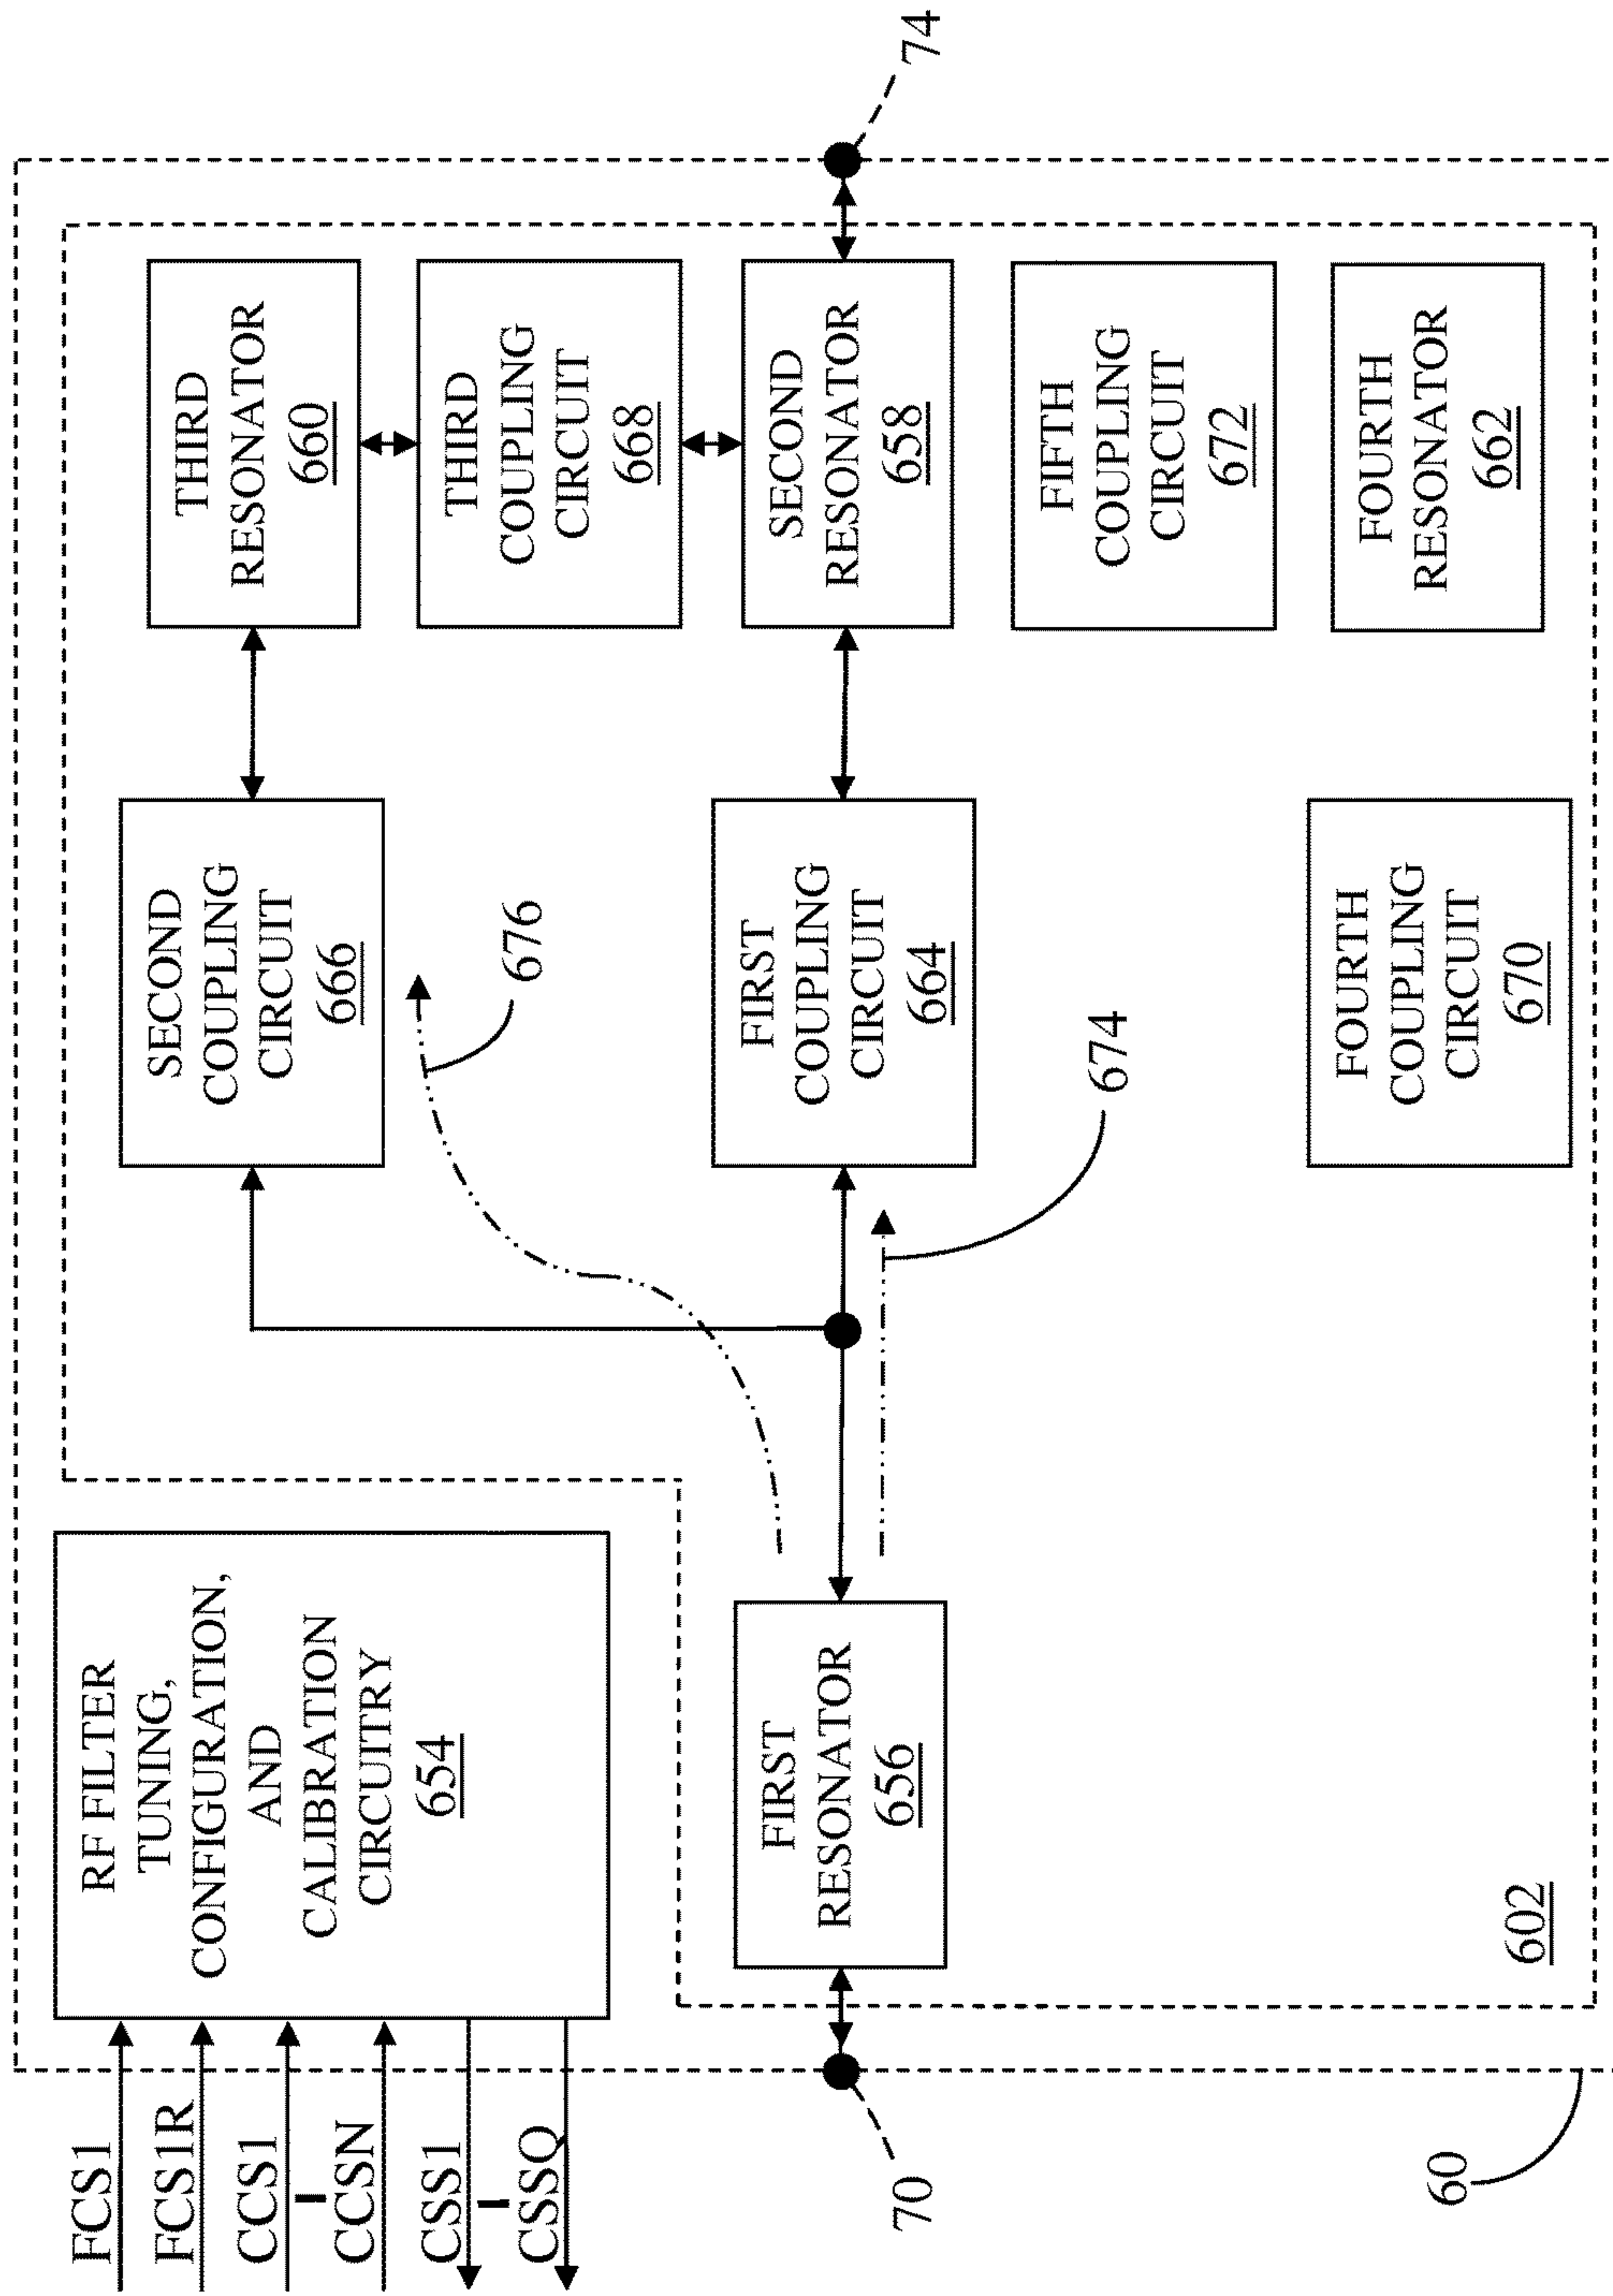 FCS1
FCS1R
CCS1
CCSN
CSS1
CSSQ
RF FILTER
TUNING,
CONFIGURATION,
AND
CALIBRATION
CIRCUITRY
654
SECOND
COUPLING
CIRCUIT
666
THIRD
RESONATOR
660
THIRD
COUPLING
CIRCUIT
668
676
70
FIRST
RESONATOR
656
FIRST
COUPLING
CIRCUIT
664
SECOND
RESONATOR
658
74
674
FIFTH
COUPLING
CIRCUIT
672
FOURTH
COUPLING
CIRCUIT
670
FOURTH
RESONATOR
662
602
60